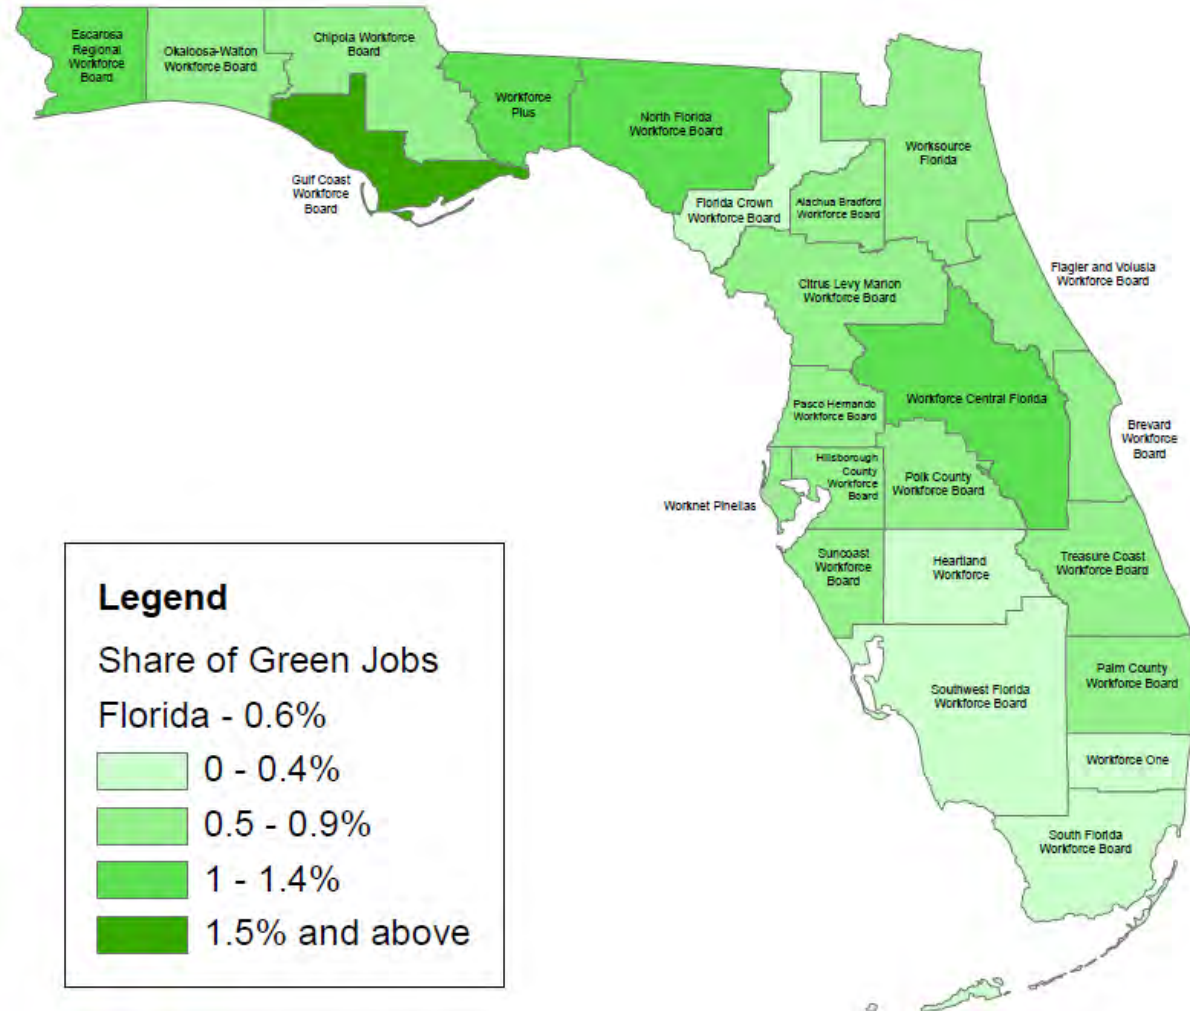 Escarosa
Regional
Workforce
Board
Okaloosa-Walton
Workforce Board
Chipola Workforce
Board
Workforce
Plus
North Florida
Workforce Board
Worksource
Florida
Gulf Coast
Workforce
Board
Florida Crown
Workforce Board
Alachua Bradford
Workforce Board
Flagler and Volusia
Workforce Board
Citrus Levy Marion
Workforce Board
Workforce Central Florida
Pasco Hernando
Workforce Board
Brevard
Workforce
Board
Hillsborough
County
Workforce
Board
Polk County
Workforce Board
Worknet Pinellas
Suncoast
Workforce
Board
Heartland
Workforce
Treasure Coast
Workforce Board
Southwest Florida
Workforce Board
Palm County
Workforce Board
Workforce One
South Florida
Workforce Board
Legend
Share of Green Jobs
Florida - 0.6%
0 - 0.4%
0.5 - 0.9%
1 - 1.4%
1.5% and above